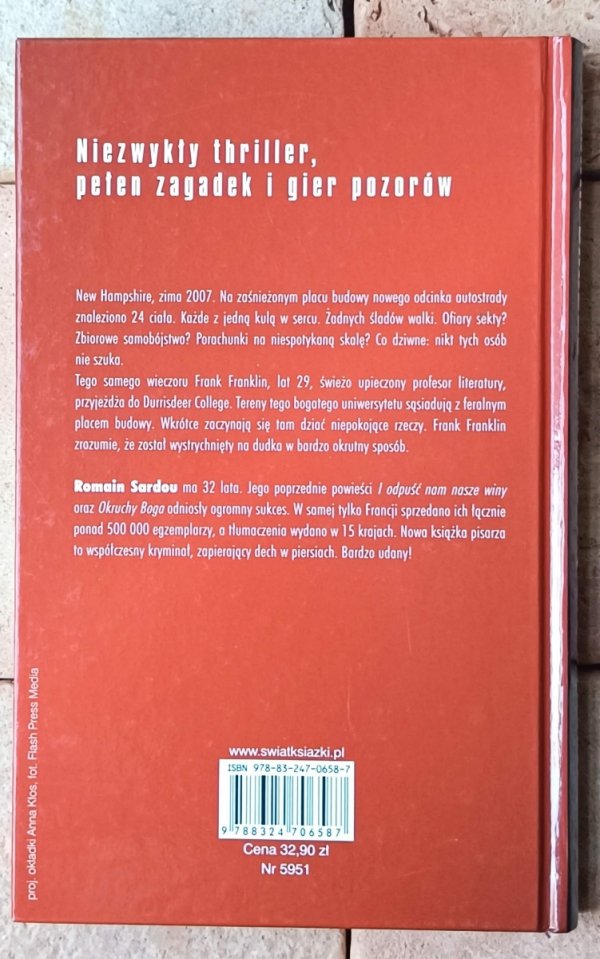 Niezwykły thriller,
pełen zagadek i gier pozorów
New Hampshire, zima 2007. Na zaśnieżonym placu budowy nowego odcinka autostrady
znaleziono 24 ciała. Każde z jedną kulą w sercu. Żadnych śladów walki. Ofiary sekty?
Zbiorowe samobójstwo? Porachunki na niespotykaną skalę? Co dziwne: nikt tych osób
nie szuka.
Tego samego wieczoru Frank Franklin, lat 29, świeżo upieczony profesor literatury,
przyjeżdża do Durrisdeer College. Tereny tego bogatego uniwersytetu sąsiadują z feralnym
placem budowy. Wkrótce zaczynają się tam dziać niepokojące rzeczy. Frank Franklin
zrozumie, że został wystrychnięty na dudka w bardzo okrutny sposób.
Romain Sardou ma 32 lata. Jego poprzednie powieści I odpuść nam nasze winy
oraz Okruchy Boga odniosły ogromny sukces. W samej tylko Francji sprzedano ich łącznie
ponad 500 000 egzemplarzy, a tłumaczenia wydano w 15 krajach. Nowa książka pisarza
to współczesny kryminał, zapierający dech w piersiach. Bardzo udany!
proj. okładki Anna Kłos, fot. Flash Press Media
www.swiatksiazki.pl
ISBN 978-83-247-0658-7
9 788324 706587
Cena 32,90 zł
Nr 5951